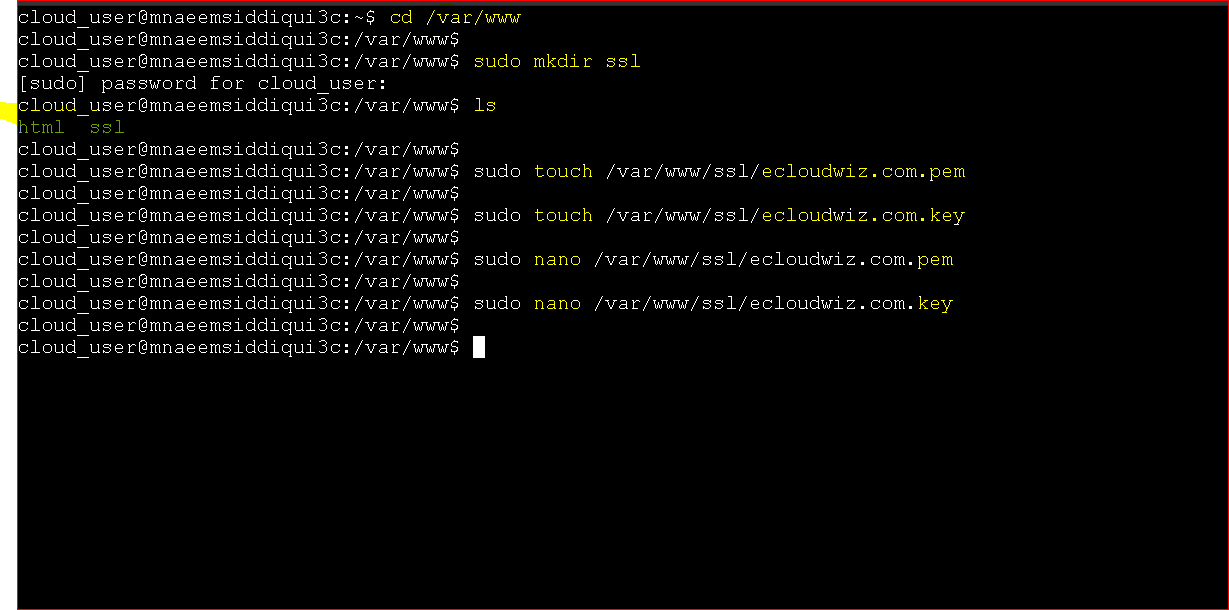 cloud_user@mnaeemsiddiqui3c:~$ cd /var/www
cloud_user@mnaeemsiddiqui3c:/var/www$
cloud_user@mnaeemsiddiqui3c:/var/www$ sudo mkdir ssl
[sudo] password for cloud_user:
cloud_user@mnaeemsiddiqui3c:/var/www$ ls
html  ssl
cloud_user@mnaeemsiddiqui3c:/var/www$
cloud_user@mnaeemsiddiqui3c:/var/www$ sudo touch /var/www/ssl/ecloudwiz.com.pem
cloud_user@mnaeemsiddiqui3c:/var/www$
cloud_user@mnaeemsiddiqui3c:/var/www$ sudo touch /var/www/ssl/ecloudwiz.com.key
cloud_user@mnaeemsiddiqui3c:/var/www$
cloud_user@mnaeemsiddiqui3c:/var/www$ sudo nano /var/www/ssl/ecloudwiz.com.pem
cloud_user@mnaeemsiddiqui3c:/var/www$
cloud_user@mnaeemsiddiqui3c:/var/www$ sudo nano /var/www/ssl/ecloudwiz.com.key
cloud_user@mnaeemsiddiqui3c:/var/www$
cloud_user@mnaeemsiddiqui3c:/var/www$